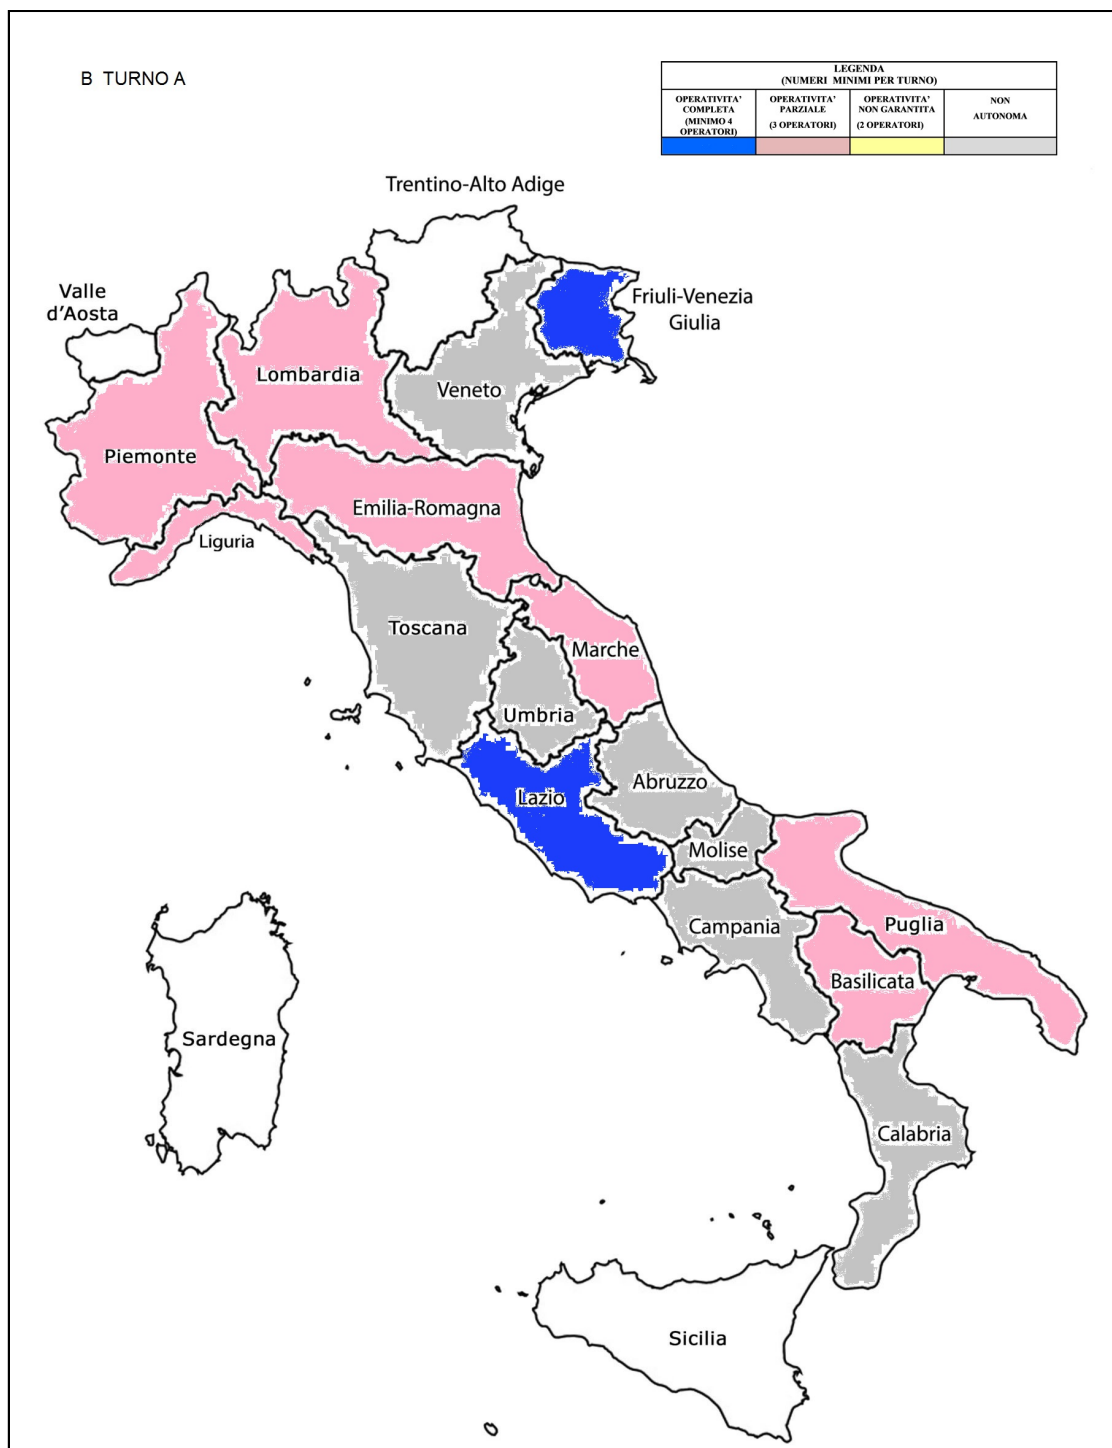 B TURNO A
LEGENDA
(NUMERI MINIMI PER TURNO)
OPERATIVITA'
COMPLETA
(MINIMO 4
OPERATORI)
OPERATIVITA'
PARZIALE
(3 OPERATORI)
OPERATIVITA'
NON GARANTITA
(2 OPERATORI)
NON
AUTONOMA
Trentino-Alto Adige
Valle
d'Aosta
Friuli-Venezia
Giulia
Lombardia
Veneto
Piemonte
Emilia-Romagna
Liguria
Toscana
Marche
Umbria
Abruzzo
Lazio
Molise
Campania
Puglia
Basilicata
Sardegna
Calabria
Sicilia